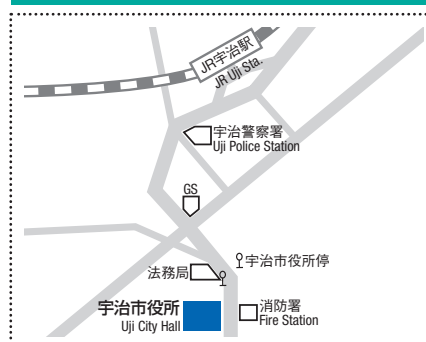 JR宇治駅
JR Uji Sta.
宇治警察署
Uji Police Station
GS
宇治市役所停
法務局
宇治市役所
Uji City Hall
消防署
Fire Station